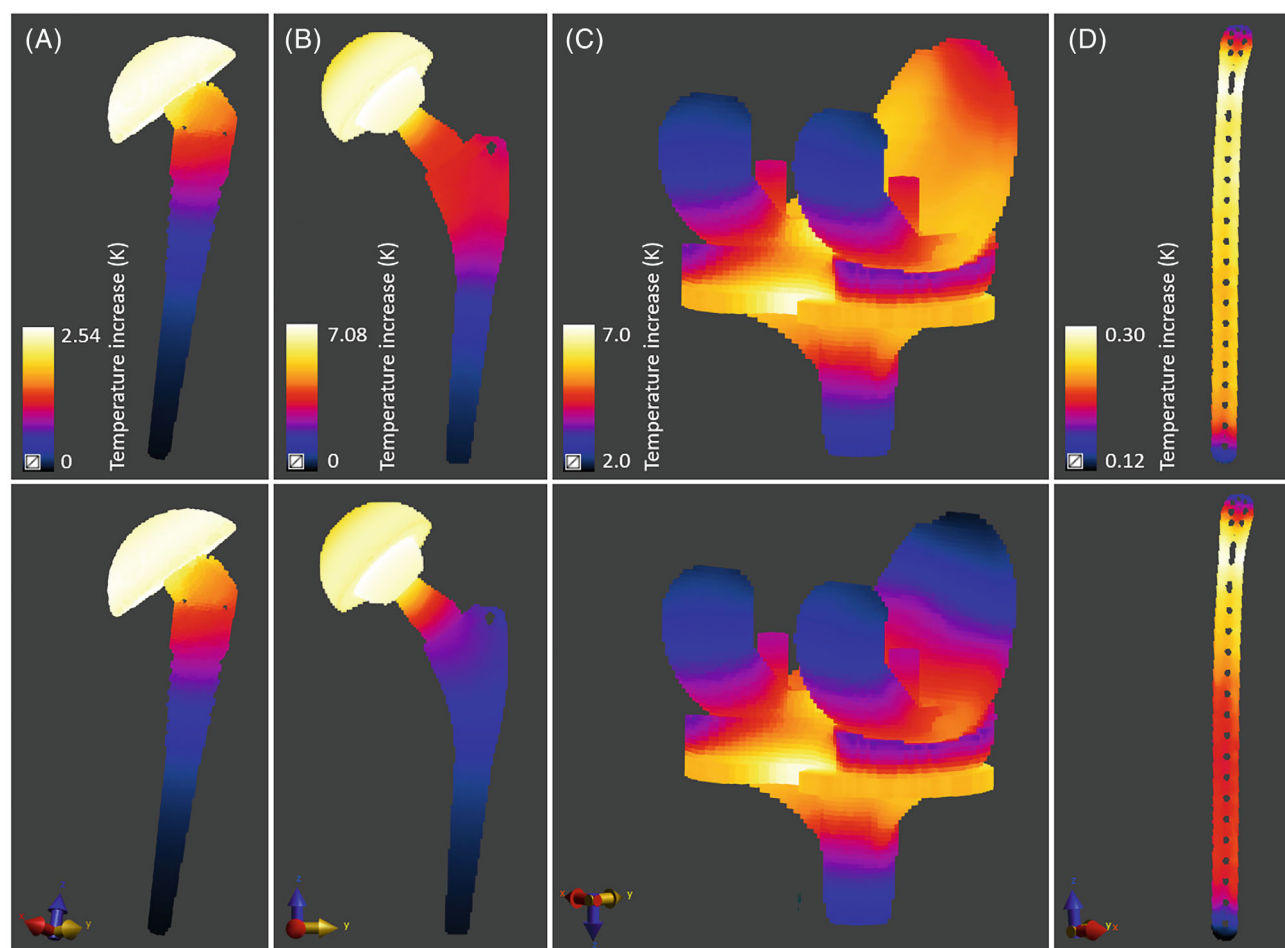 (A)
2.54
0
Temperature increase (K)
(B)
7.08
0
Temperature increase (K)
(C)
7.0
2.0
Temperature increase (K)
(D)
0.30
0.12
Temperature increase (K)
z
x
y
z
y
x
y
z
z
y
x